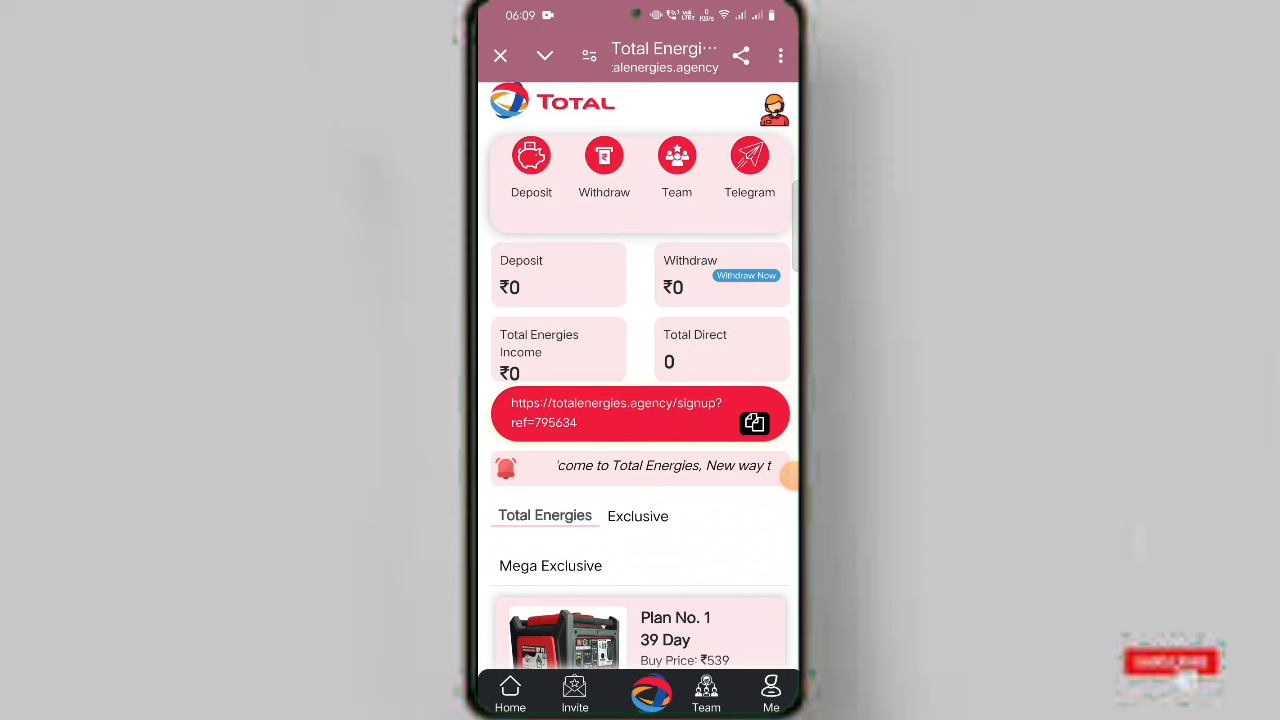 06:09
Total Energi···
alenergies.agency
TOTAL
Deposit
Withdraw
Team
Telegram
Deposit
₹0
Withdraw
Withdraw Now
₹0
Total Energies
Income
₹0
Total Direct
0
https://totalenergies.agency/signup?
ref=795634
come to Total Energies, New way t
Total Energies
Exclusive
Mega Exclusive
Plan No. 1
39 Day
Buy Price: ₹539
Home
Invite
Team
Me